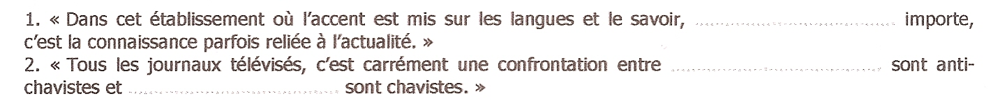 1. « Dans cet établissement où l'accent est mis sur les langues et le savoir, ........................................ importe,
c'est la connaissance parfois reliée à l'actualité. »
2. « Tous les journaux télévisés, c'est carrément une confrontation entre ........................................ sont anti-
chavistes et ........................................ sont chavistes. »